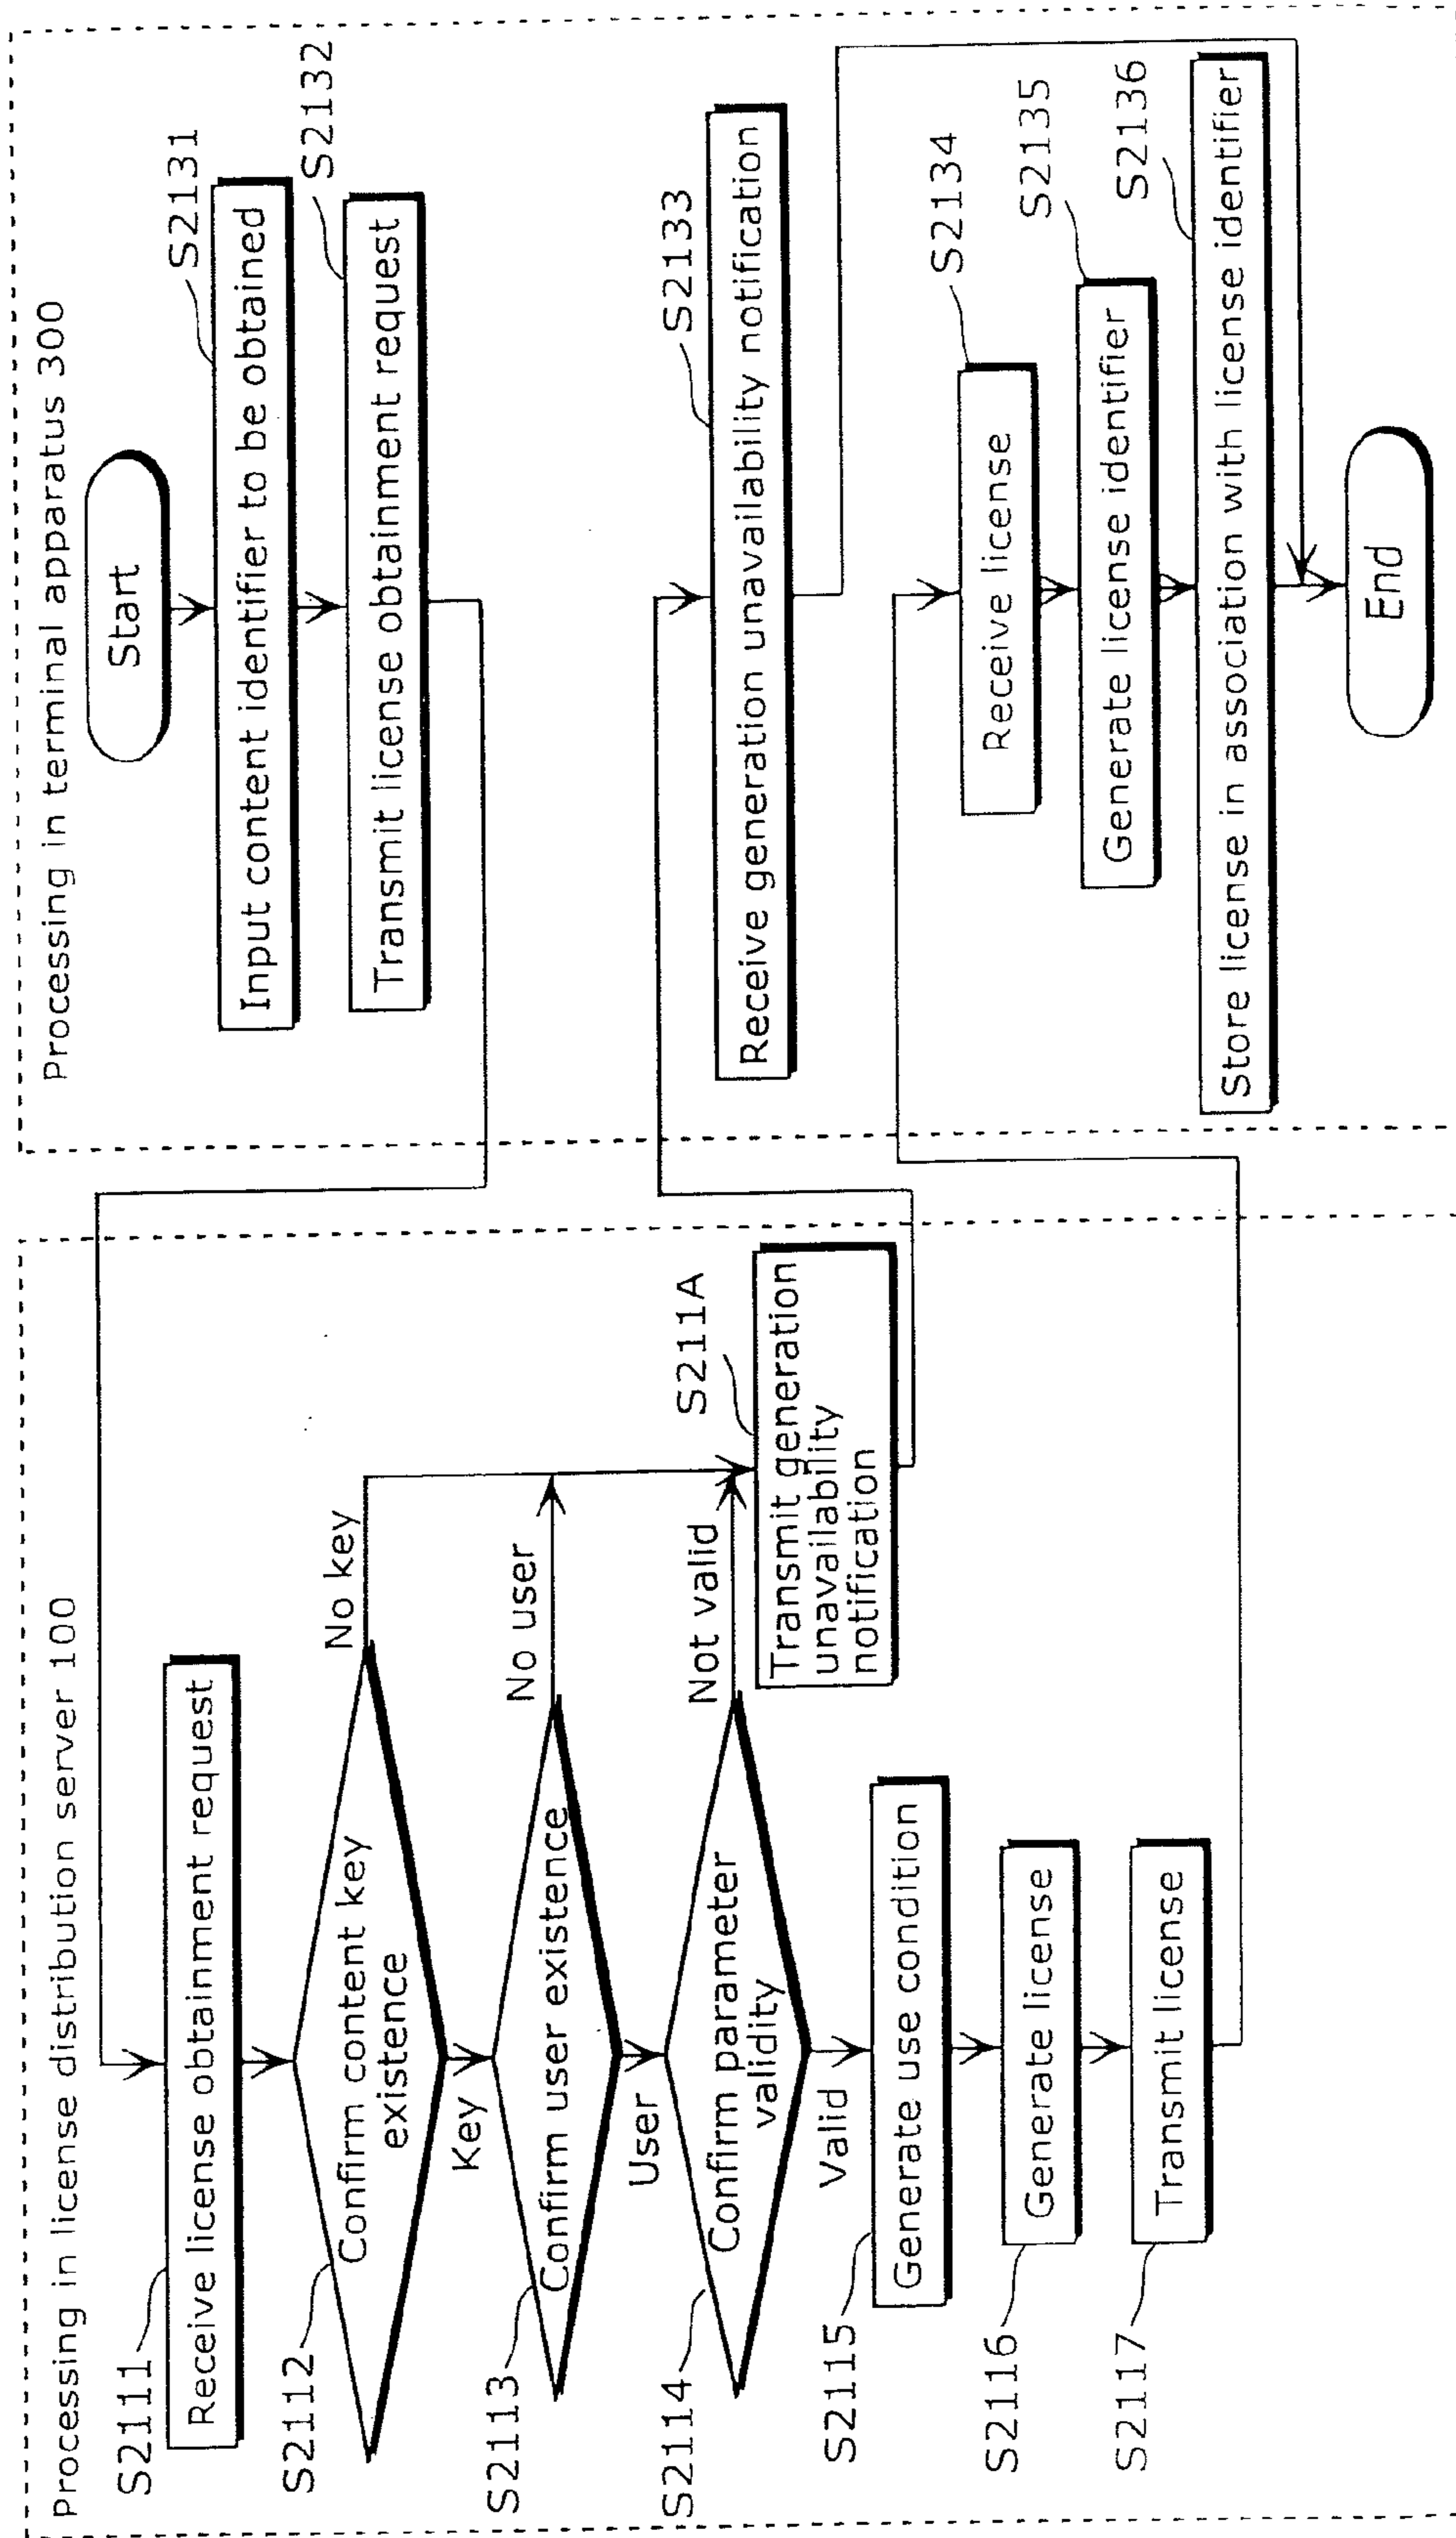 Processing in license distribution server 100
S2111
Receive license obtainment request
S2112
Confirm content key
existence
No key
Key
S2113
Confirm user existence
No user
User
S2114
Confirm parameter
validity
Not valid
Valid
S211A
Transmit generation
unavailability
notification
S2115
Generate use condition
S2116
Generate license
S2117
Transmit license
Processing in terminal apparatus 300
Start
S2131
Input content identifier to be obtained
S2132
Transmit license obtainment request
S2133
Receive generation unavailability notification
S2134
Receive license
S2135
Generate license identifier
S2136
Store license in association with license identifier
End